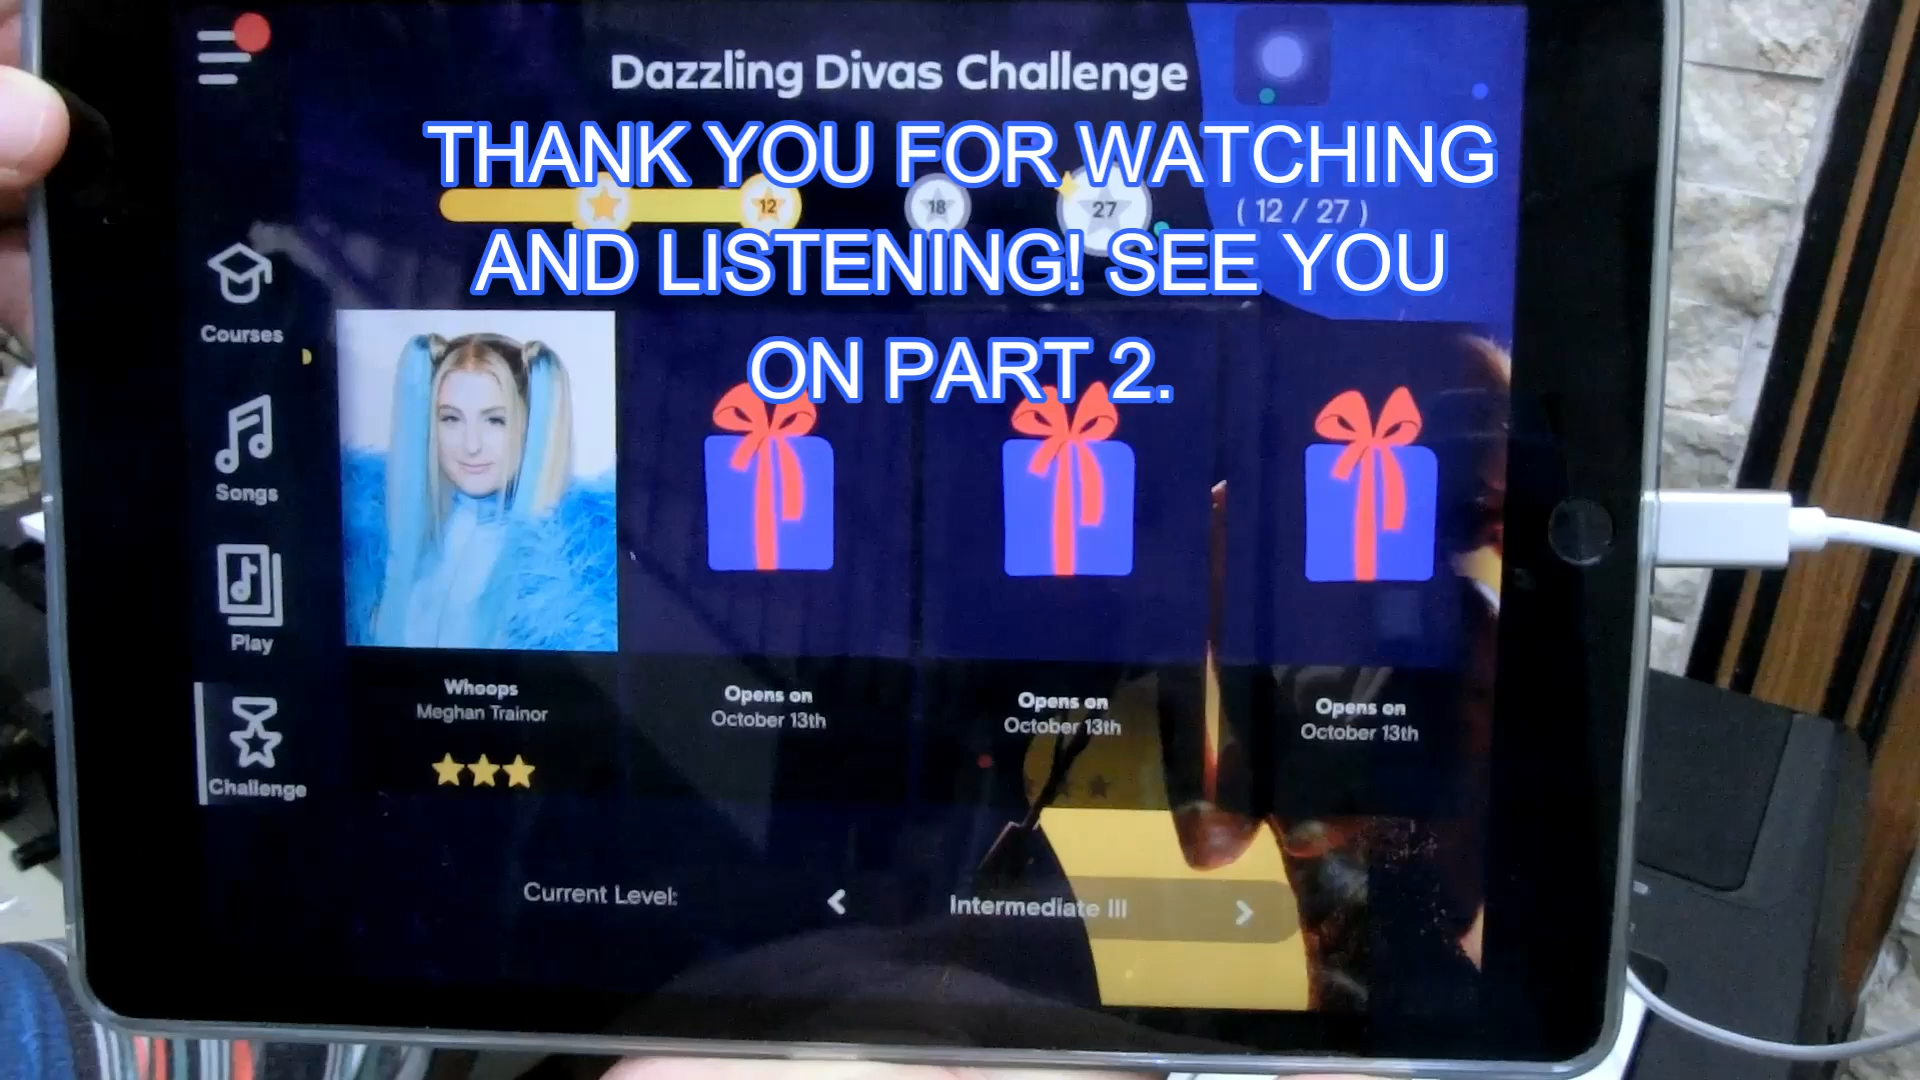 Dazzling Divas Challenge
THANK YOU FOR WATCHING
12 18 27 ( 12 / 27 )
AND LISTENING! SEE YOU
ON PART 2.
Courses
Songs
Play
Challenge
Whoops
Meghan Trainor
Opens on
October 13th
Opens on
October 13th
Opens on
October 13th
Current Level:
Intermediate III